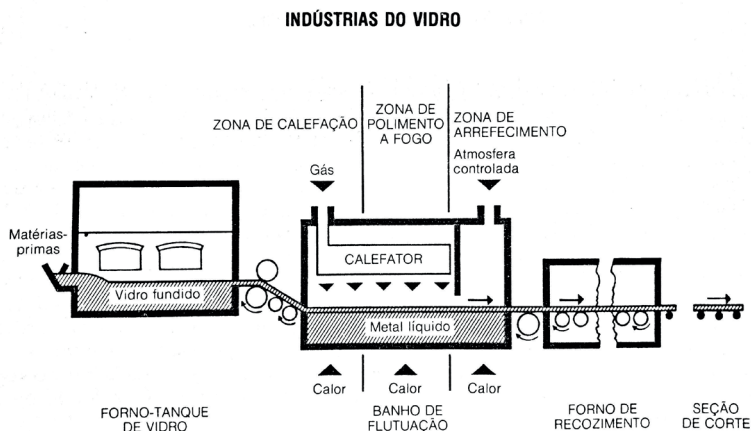 INDÚSTRIAS DO VIDRO
ZONA DE CALEFAÇÃO
ZONA DE
POLIMENTO
A FOGO
ZONA DE
ARREFECIMENTO
Gás
Atmosfera
controlada
Matérias-
primas
CALEFATOR
Vidro fundido
Metal líquido
Calor
Calor
Calor
FORNO-TANQUE
DE VIDRO
BANHO DE
FLUTUAÇÃO
FORNO DE
RECOZIMENTO
SEÇÃO
DE CORTE